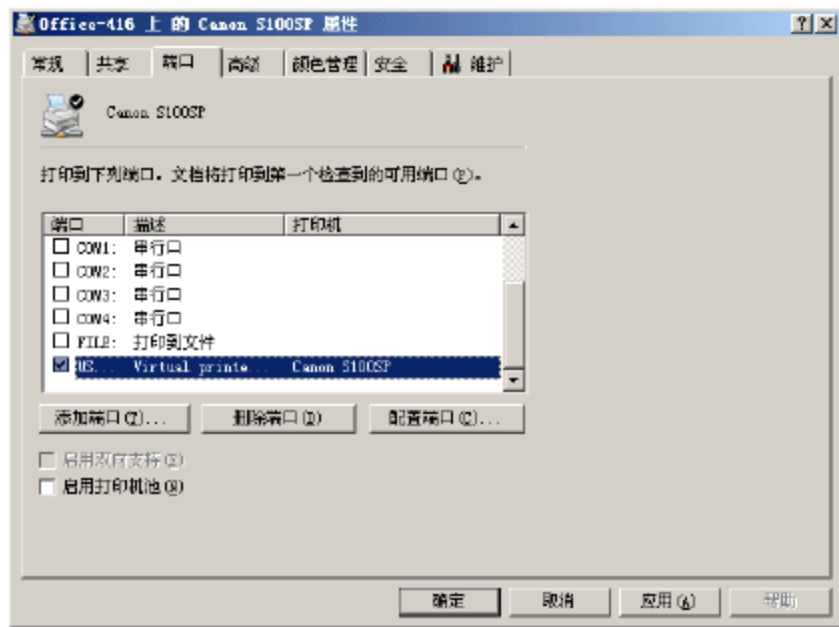 Office-416 上 的 Canon S100SP 属性
常规 共享 端口 高级 颜色管理 安全 维护
Canon S100SP
打印到下列端口。文档将打印到第一个检查到的可用端口(P)。
端口 描述 打印机
COM1: 串行口
COM2: 串行口
COM3: 串行口
COM4: 串行口
FILE: 打印到文件
US... Virtual printe... Canon S100SP
添加端口(T)... 删除端口(D) 配置端口(C)...
启用双向支持(E)
启用打印机池(N)
确定 取消 应用(A) 帮助